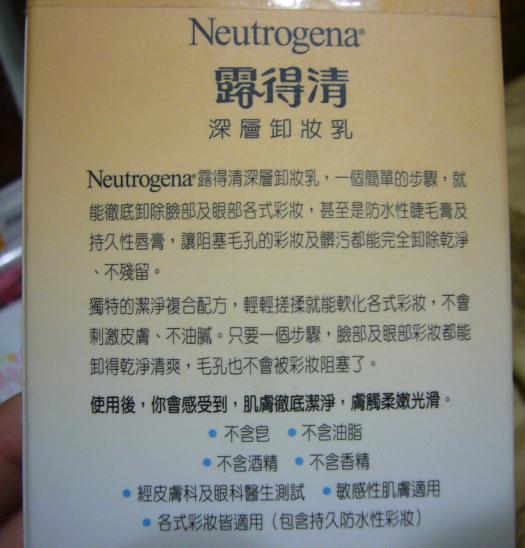 Neutrogena®
露得清
深層卸妝乳
Neutrogena®露得清深層卸妝乳，一個簡單的步驟，就
能徹底卸除臉部及眼部各式彩妝，甚至是防水性睫毛膏及
持久性唇膏，讓阻塞毛孔的彩妝及髒污都能完全卸除乾淨
、不殘留。
獨特的潔淨複合配方，輕輕搓揉就能軟化各式彩妝，不會
刺激皮膚、不油膩。只要一個步驟，臉部及眼部彩妝都能
卸得乾淨清爽，毛孔也不會被彩妝阻塞了。
使用後，你會感受到，肌膚徹底潔淨，膚觸柔嫩光滑。
• 不含皂 • 不含油脂
• 不含酒精 • 不含香精
• 經皮膚科及眼科醫生測試 • 敏感性肌膚適用
• 各式彩妝皆適用（包含持久防水性彩妝）